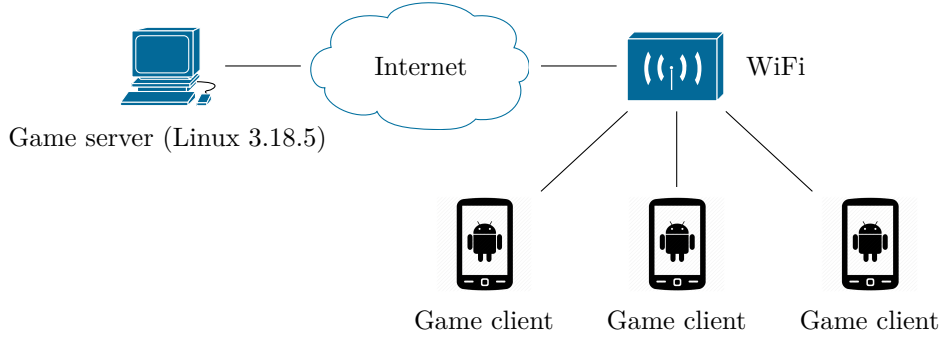 Internet
WiFi
Game server (Linux 3.18.5)
Game client
Game client
Game client